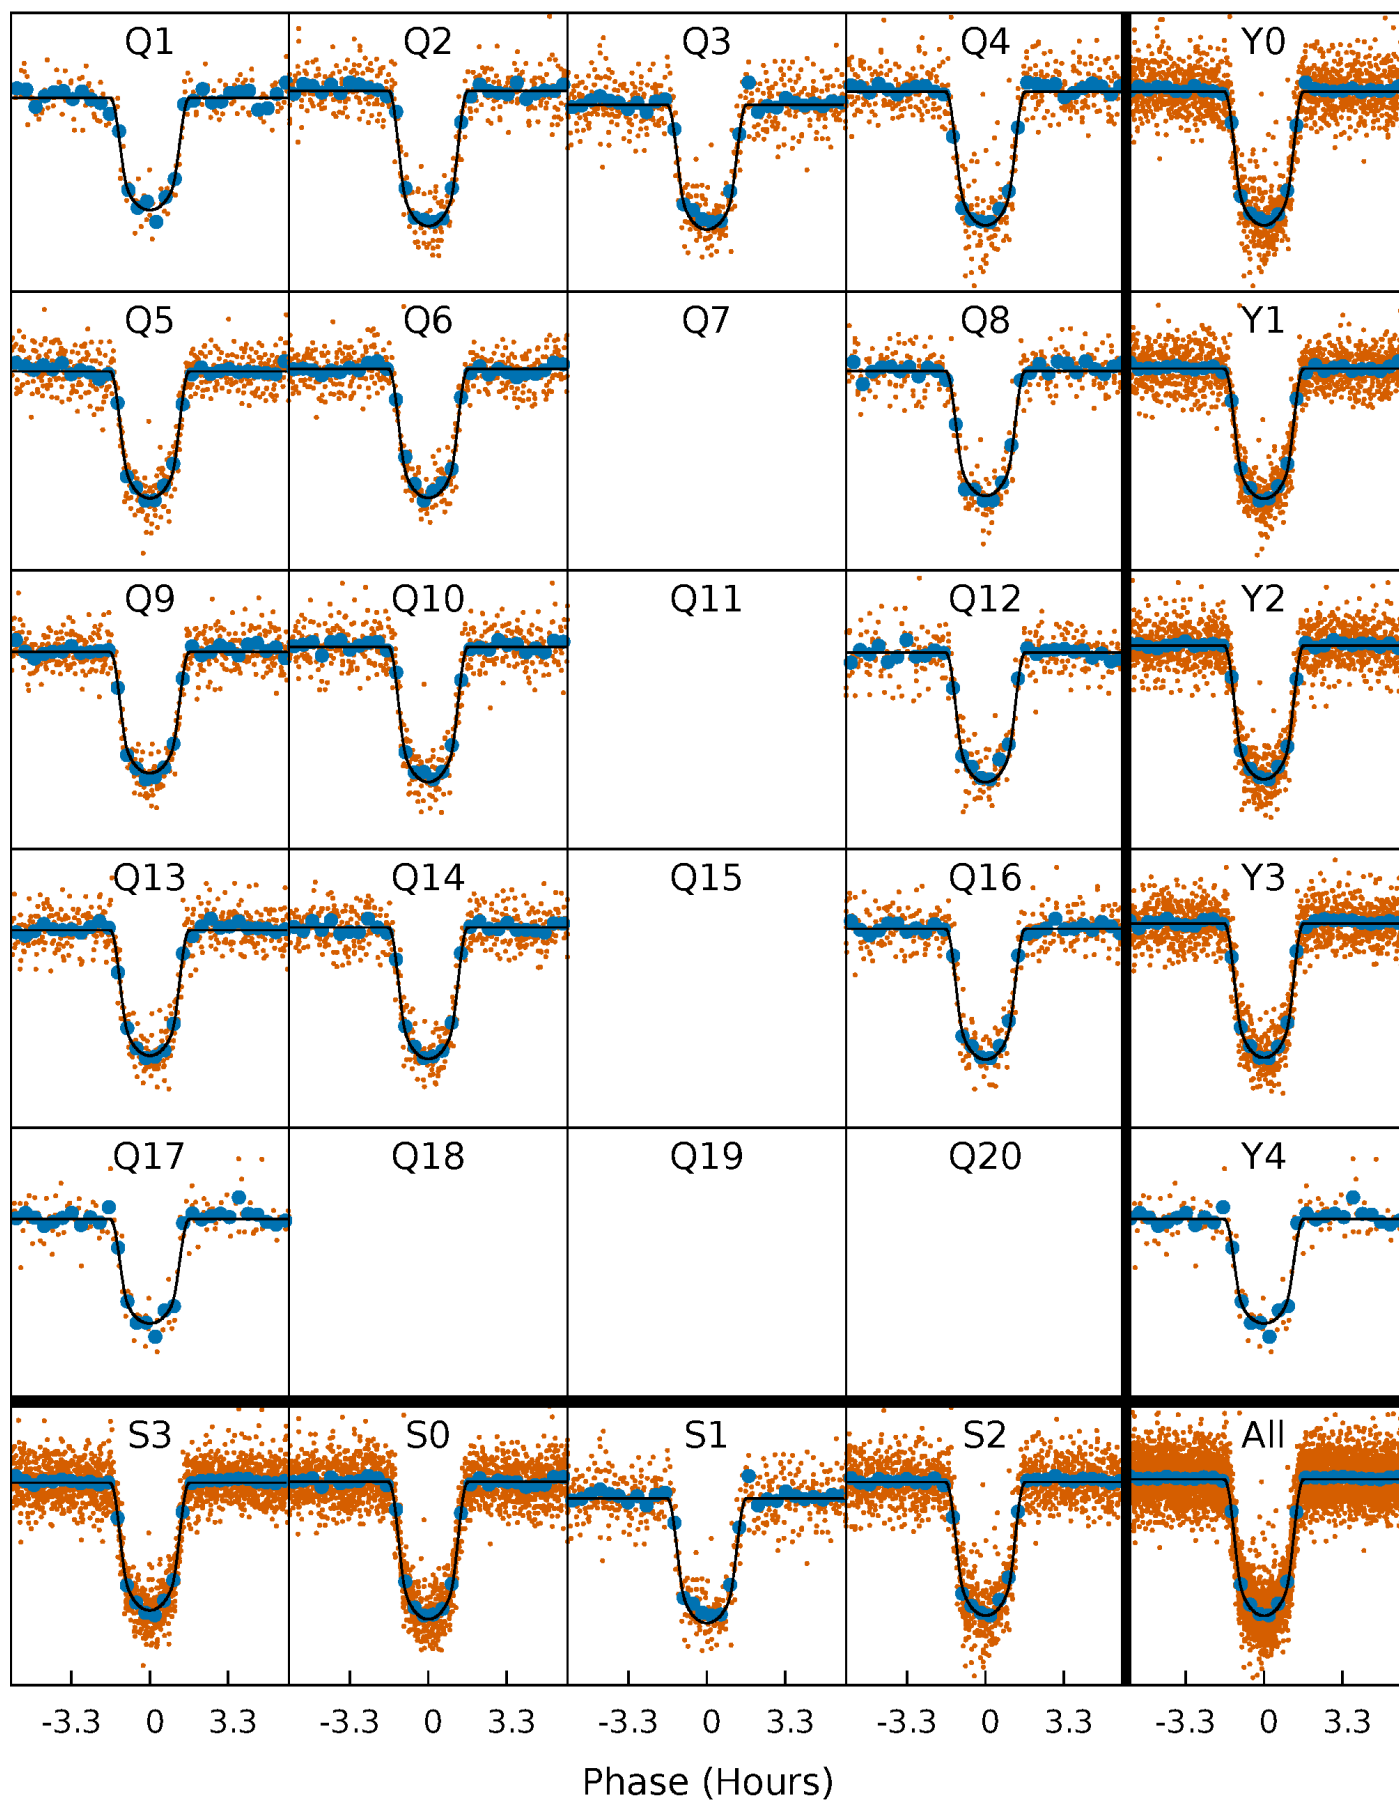 Q1 Q2 Q3 Q4 Y0
Q5 Q6 Q7 Q8 Y1
Q9 Q10 Q11 Q12 Y2
Q13 Q14 Q15 Q16 Y3
Q17 Q18 Q19 Q20 Y4
S3 S0 S1 S2 All
-3.3 0 3.3 -3.3 0 3.3 -3.3 0 3.3 -3.3 0 3.3 -3.3 0 3.3
Phase (Hours)